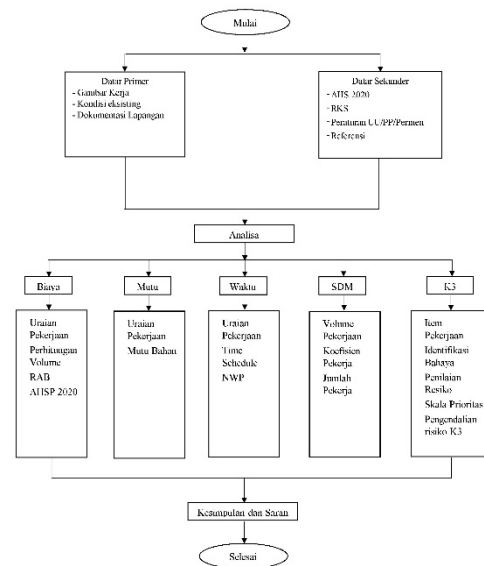 Mulai
Datar Primer
- Gambar Kerja
- Kondisi eksisting
- Dokumentasi Lapangan
Datar Sekunder
- AHS 2020
- RKS
- Peraturan UU/PP/Permen
- Referensi
Analisa
Biaya
Mutu
Waktu
SDM
K3
Uraian
Pekerjaan
Perhitungan
Volume
RAB
AHSP 2020
Uraian
Pekerjaan
Mutu Bahan
Uraian
Pekerjaan
Time
Schedule
NWP
Volume
Pekerjaan
Koefisien
Pekerja
Jumlah
Pekerja
Item
Pekerjaan
Identifikasi
Bahaya
Penilaian
Resiko
Skala Prioritas
Pengendalian
risiko K3
Kesimpulan dan Saran
Selesai